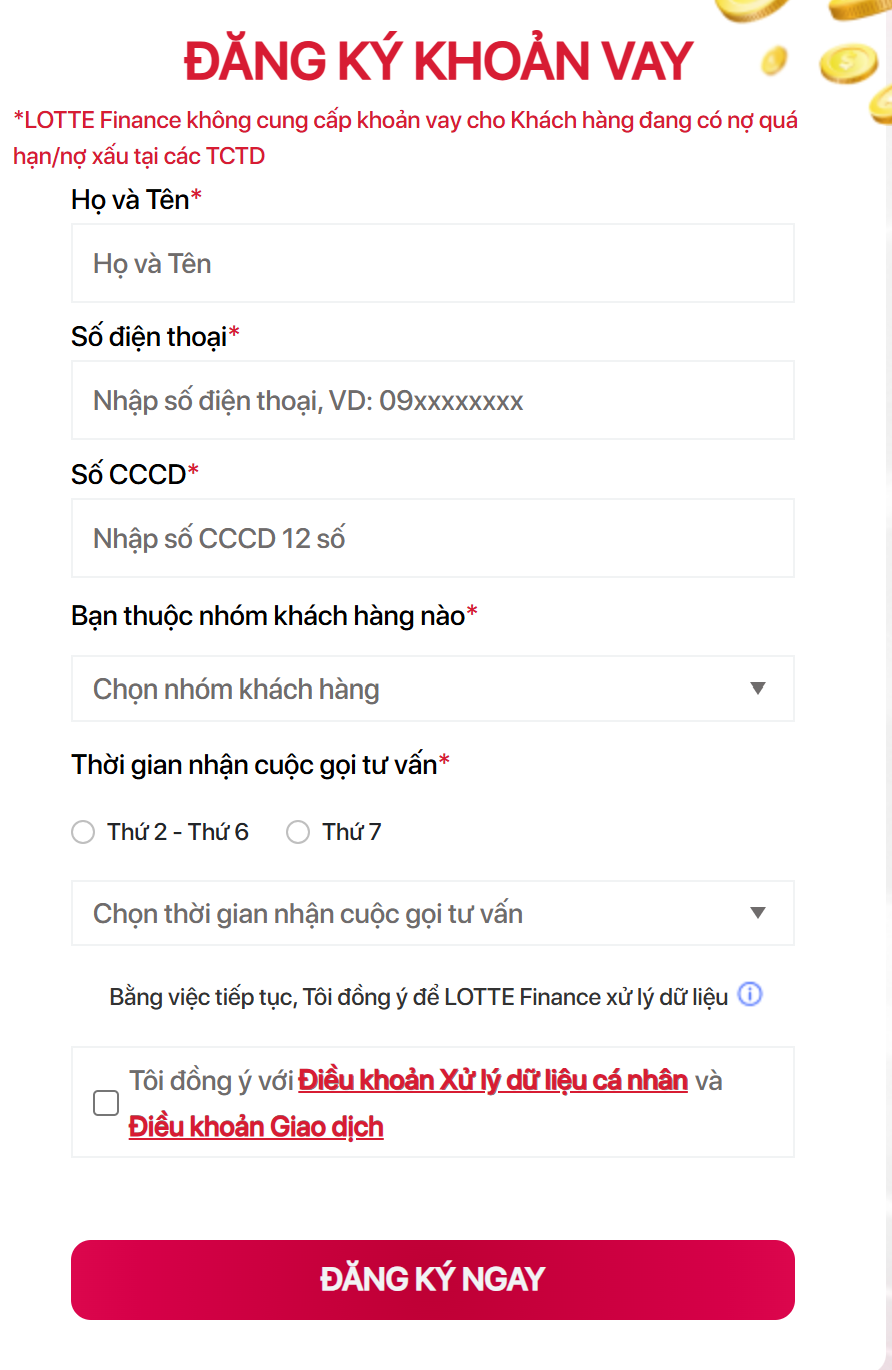 ĐĂNG KÝ KHOẢN VAY
*LOTTE Finance không cung cấp khoản vay cho Khách hàng đang có nợ quá
hạn/nợ xấu tại các TCTD
Họ và Tên*
Họ và Tên
Số điện thoại*
Nhập số điện thoại, VD: 09xxxxxxxx
Số CCCD*
Nhập số CCCD 12 số
Bạn thuộc nhóm khách hàng nào*
Chọn nhóm khách hàng
Thời gian nhận cuộc gọi tư vấn*
Thứ 2 - Thứ 6 Thứ 7
Chọn thời gian nhận cuộc gọi tư vấn
Bằng việc tiếp tục, Tôi đồng ý để LOTTE Finance xử lý dữ liệu
Tôi đồng ý với Điều khoản Xử lý dữ liệu cá nhân và
Điều khoản Giao dịch
ĐĂNG KÝ NGAY